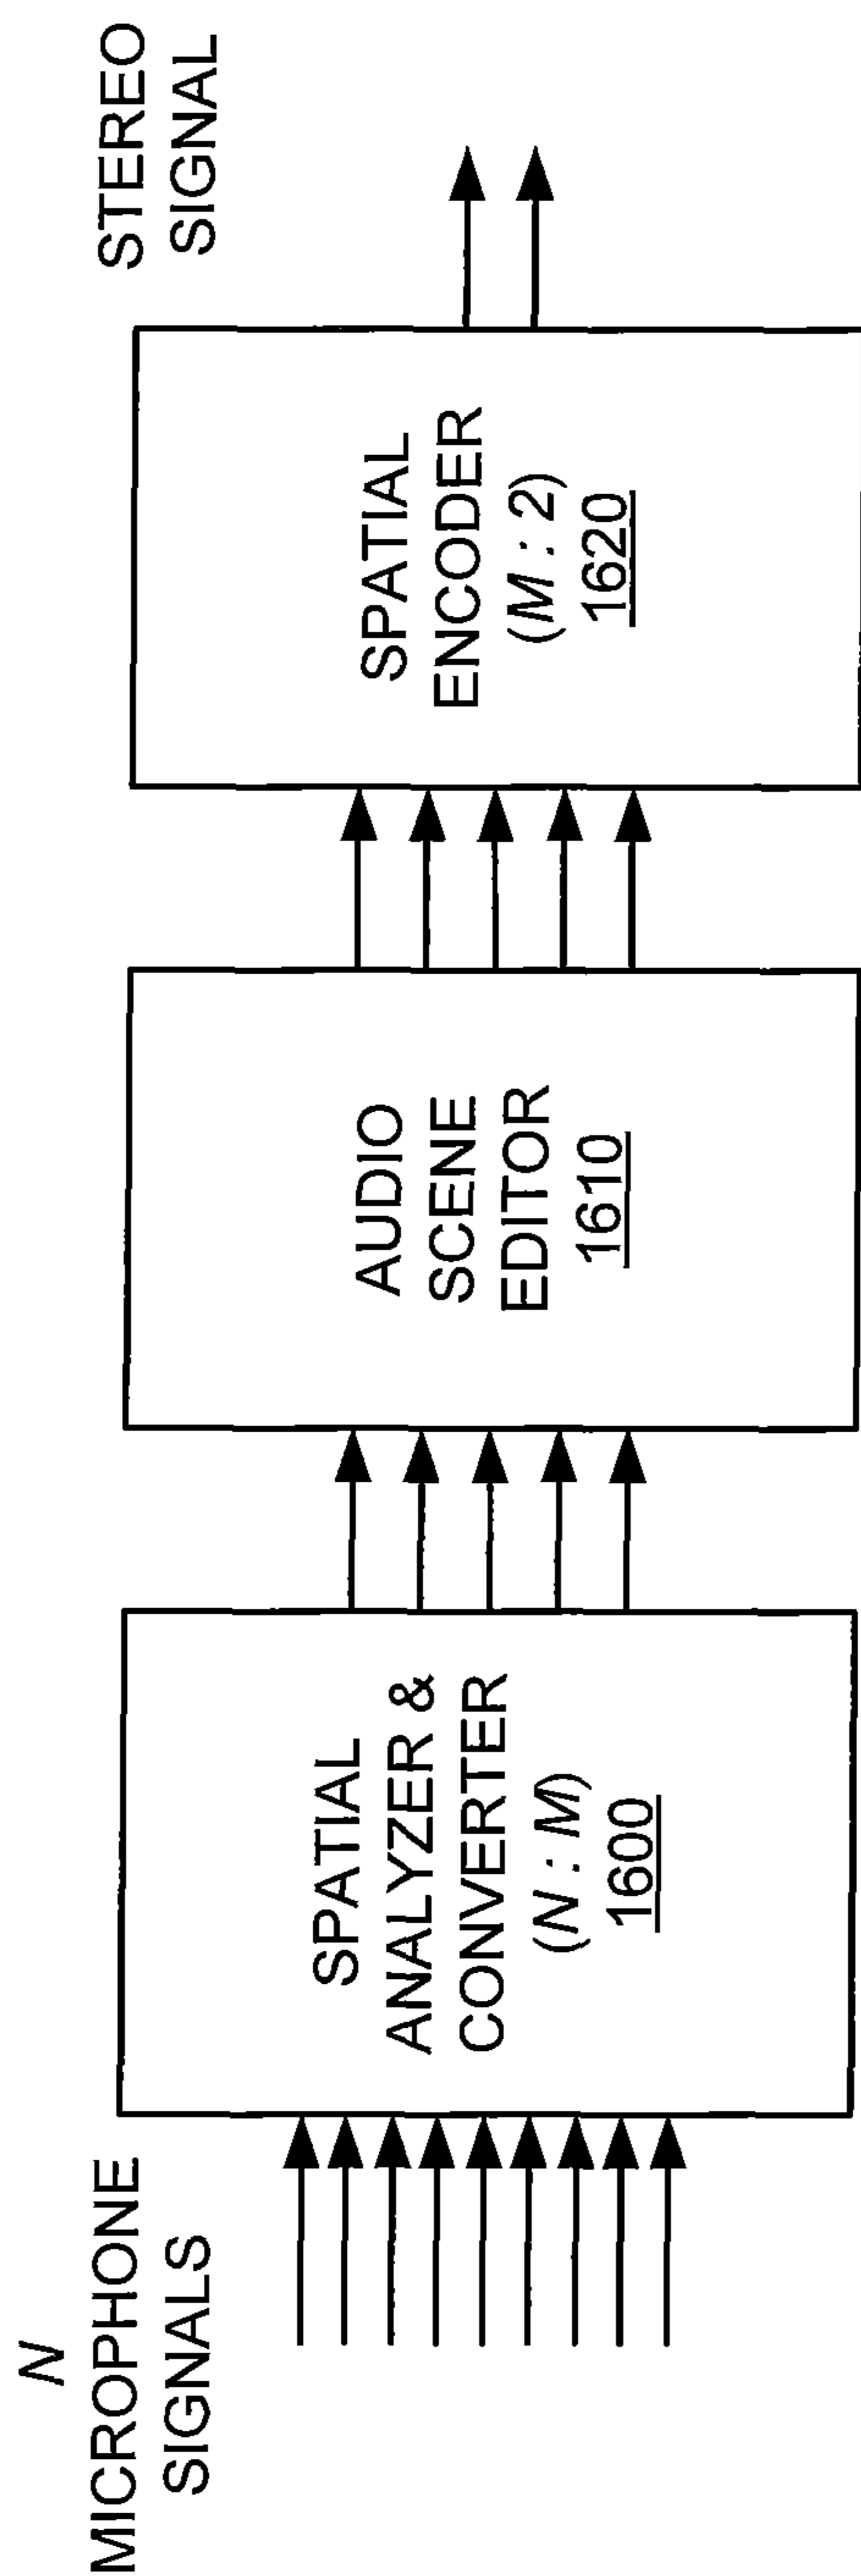 N
MICROPHONE
SIGNALS
SPATIAL
ANALYZER &
CONVERTER
(N : M)
1600
AUDIO
SCENE
EDITOR
1610
SPATIAL
ENCODER
(M : 2)
1620
STEREO
SIGNAL